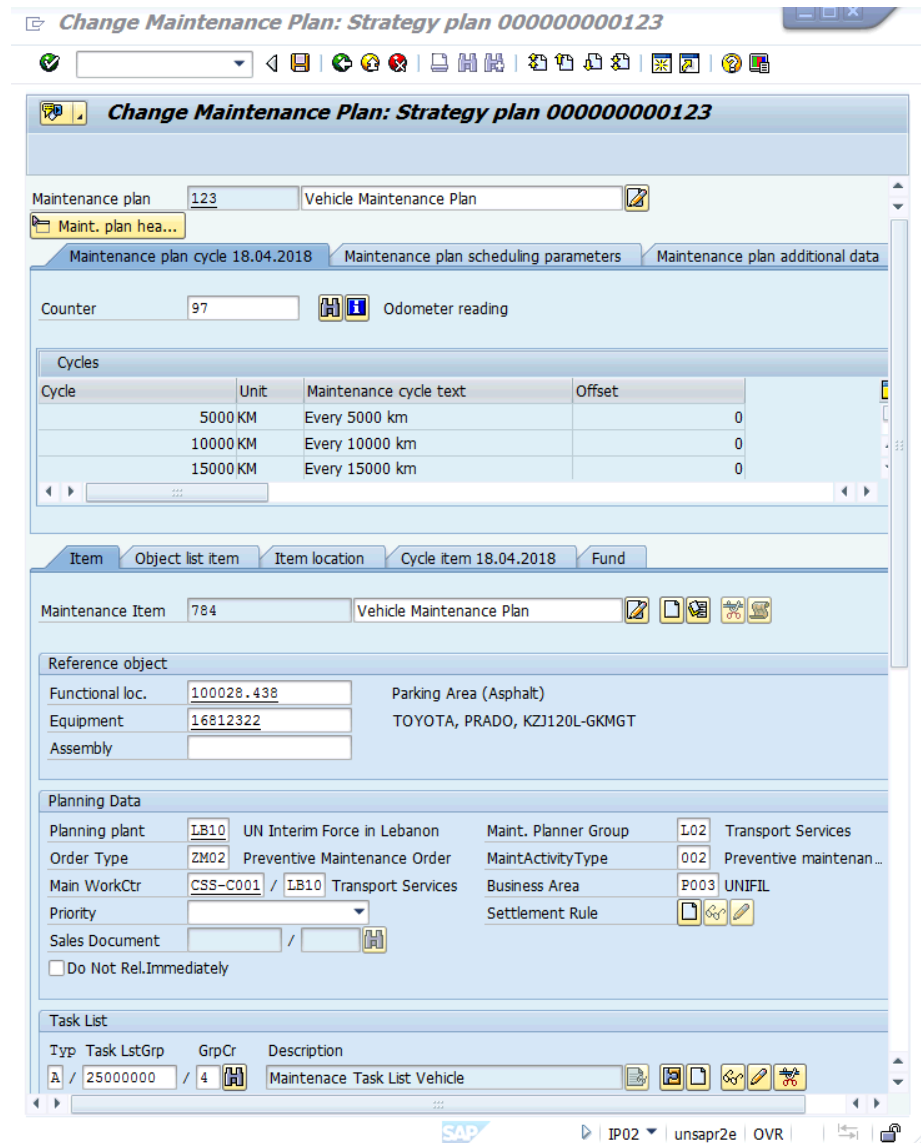 Change Maintenance Plan: Strategy plan 000000000123
Change Maintenance Plan: Strategy plan 000000000123
Maintenance plan 123 Vehicle Maintenance Plan
Maint. plan hea...
Maintenance plan cycle 18.04.2018 Maintenance plan scheduling parameters Maintenance plan additional data
Counter 97 Odometer reading
Cycles
Cycle Unit Maintenance cycle text Offset
5000 KM Every 5000 km 0
10000 KM Every 10000 km 0
15000 KM Every 15000 km 0
Item Object list item Item location Cycle item 18.04.2018 Fund
Maintenance Item 784 Vehicle Maintenance Plan
Reference object
Functional loc. 100028.438 Parking Area (Asphalt)
Equipment 16812322 TOYOTA, PRADO, KZJ120L-GKMGT
Assembly
Planning Data
Planning plant LB10 UN Interim Force in Lebanon Maint. Planner Group L02 Transport Services
Order Type ZM02 Preventive Maintenance Order MaintActivityType 002 Preventive maintenan...
Main WorkCtr CSS-C001 / LB10 Transport Services Business Area P003 UNIFIL
Priority Settlement Rule
Sales Document /
Do Not Rel.Immediately
Task List
Typ Task LstGrp GrpCr Description
A / 25000000 / 4 Maintenace Task List Vehicle
SAP IP02 unsapr2e OVR